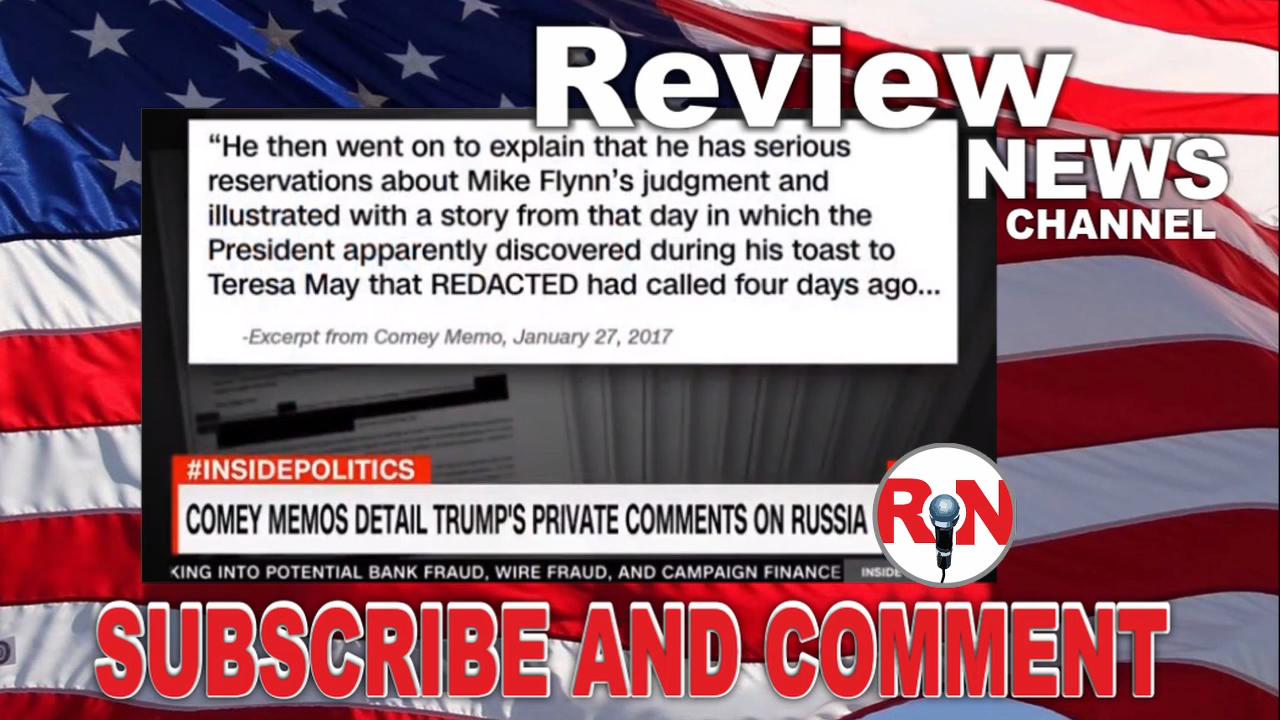 Review
NEWS
CHANNEL
“He then went on to explain that he has serious
reservations about Mike Flynn’s judgment and
illustrated with a story from that day in which the
President apparently discovered during his toast to
Teresa May that REDACTED had called four days ago...
-Excerpt from Comey Memo, January 27, 2017
#INSIDEPOLITICS
COMEY MEMOS DETAIL TRUMP'S PRIVATE COMMENTS ON RUSSIA
RN
KING INTO POTENTIAL BANK FRAUD, WIRE FRAUD, AND CAMPAIGN FINANCE INSIDE
SUBSCRIBE AND COMMENT